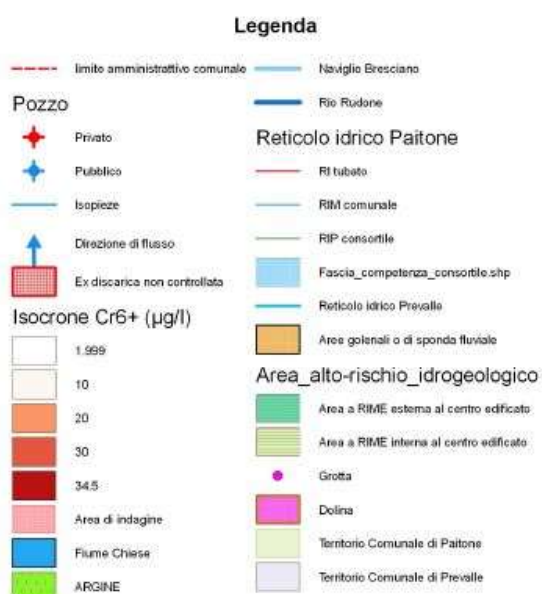 Legenda
limite amministrattivo comunale
Pozzo
Privato
Pubblico
Isopieze
Direzione di flusso
Ex discarica non controllata
Isocrone Cr6+ (µg/l)
1.999
10
20
30
34.5
Area di indagine
Fiume Chiese
ARGINE
Naviglio Bresciano
Rio Rudone
Reticolo idrico Paitone
RI tubato
RIM comunale
RIP consortile
Fascia_competenza_consortile.shp
Reticolo idrico Prevalle
Aree golenali o di sponda fluviale
Area_alto-rischio_idrogeologico
Area a RIME esterna al centro edificato
Area a RIME interna al centro edificato
Grotta
Dolina
Territorio Comunale di Paitone
Territorio Comunale di Prevalle